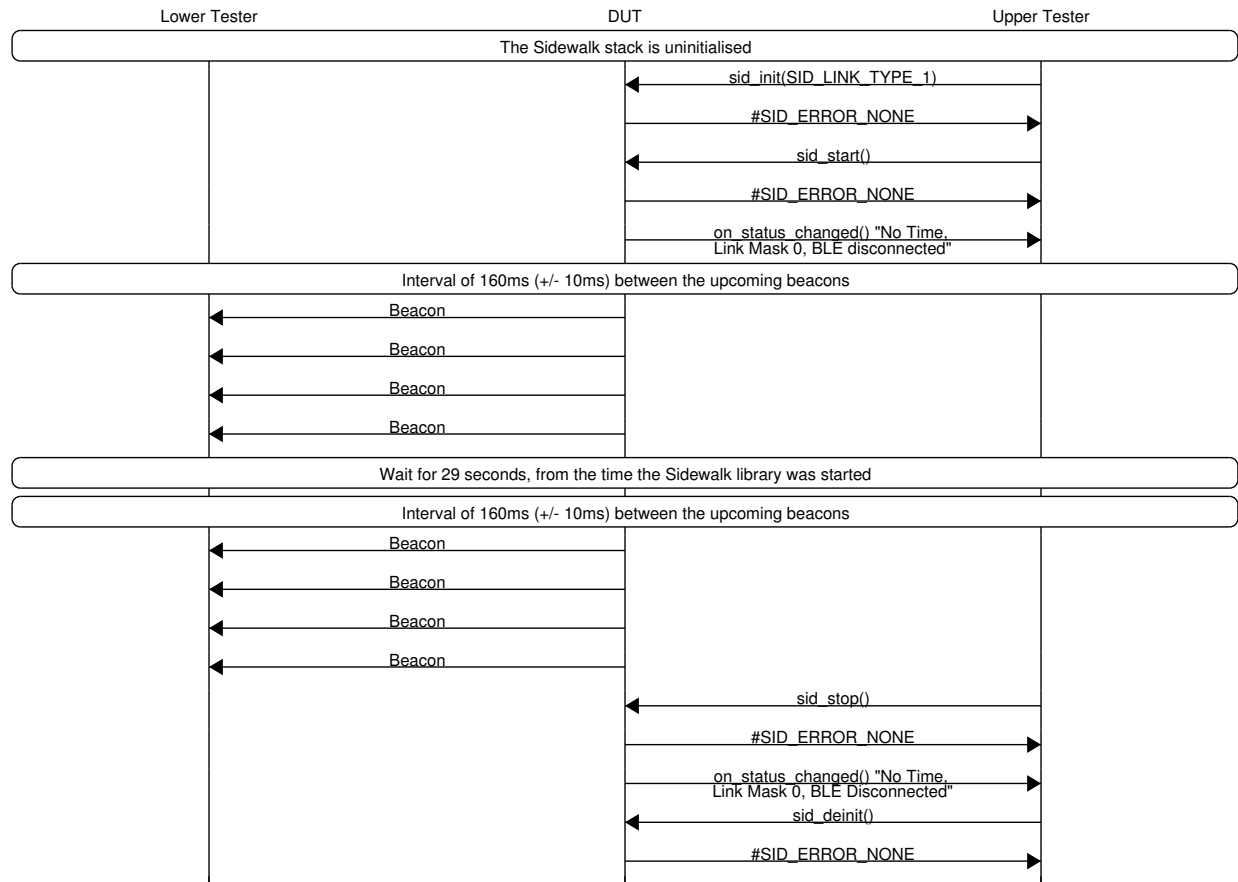 Lower Tester DUT Upper Tester
The Sidewalk stack is uninitialised
sid_init(SID_LINK_TYPE_1)
#SID_ERROR_NONE
sid_start()
#SID_ERROR_NONE
on_status_changed() "No Time,
Link Mask 0, BLE disconnected"
Interval of 160ms (+/- 10ms) between the upcoming beacons
Beacon
Beacon
Beacon
Beacon
Wait for 29 seconds, from the time the Sidewalk library was started
Interval of 160ms (+/- 10ms) between the upcoming beacons
Beacon
Beacon
Beacon
Beacon
sid_stop()
#SID_ERROR_NONE
on_status_changed() "No Time,
Link Mask 0, BLE Disconnected"
sid_deinit()
#SID_ERROR_NONE